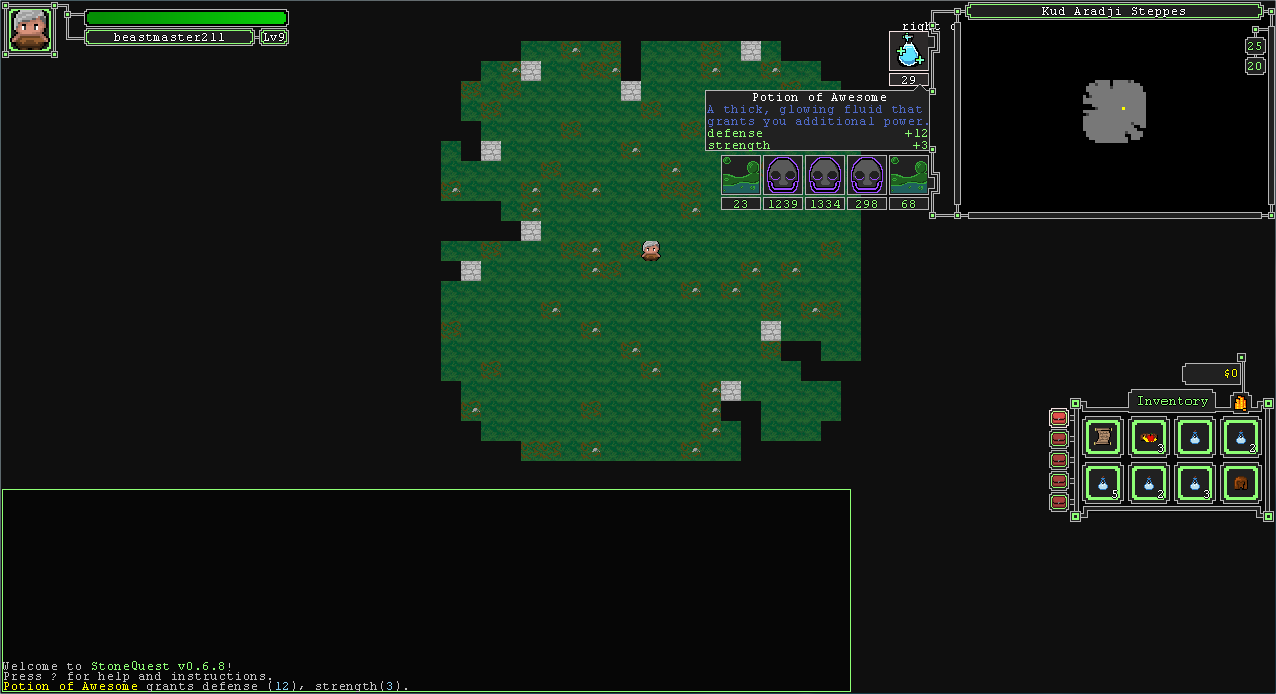 beastmaster211
Lv9
right c
29
Potion of Awesome
A thick, glowing fluid that
grants you additional power.
defense +12
strength +3
23 1239 1334 298 68
Kud Aradji Steppes
25
20
$0
Inventory
3
2
5
2
3
Welcome to StoneQuest v0.6.8!
Press ? for help and instructions.
Potion of Awesome grants defense (12), strength(3).